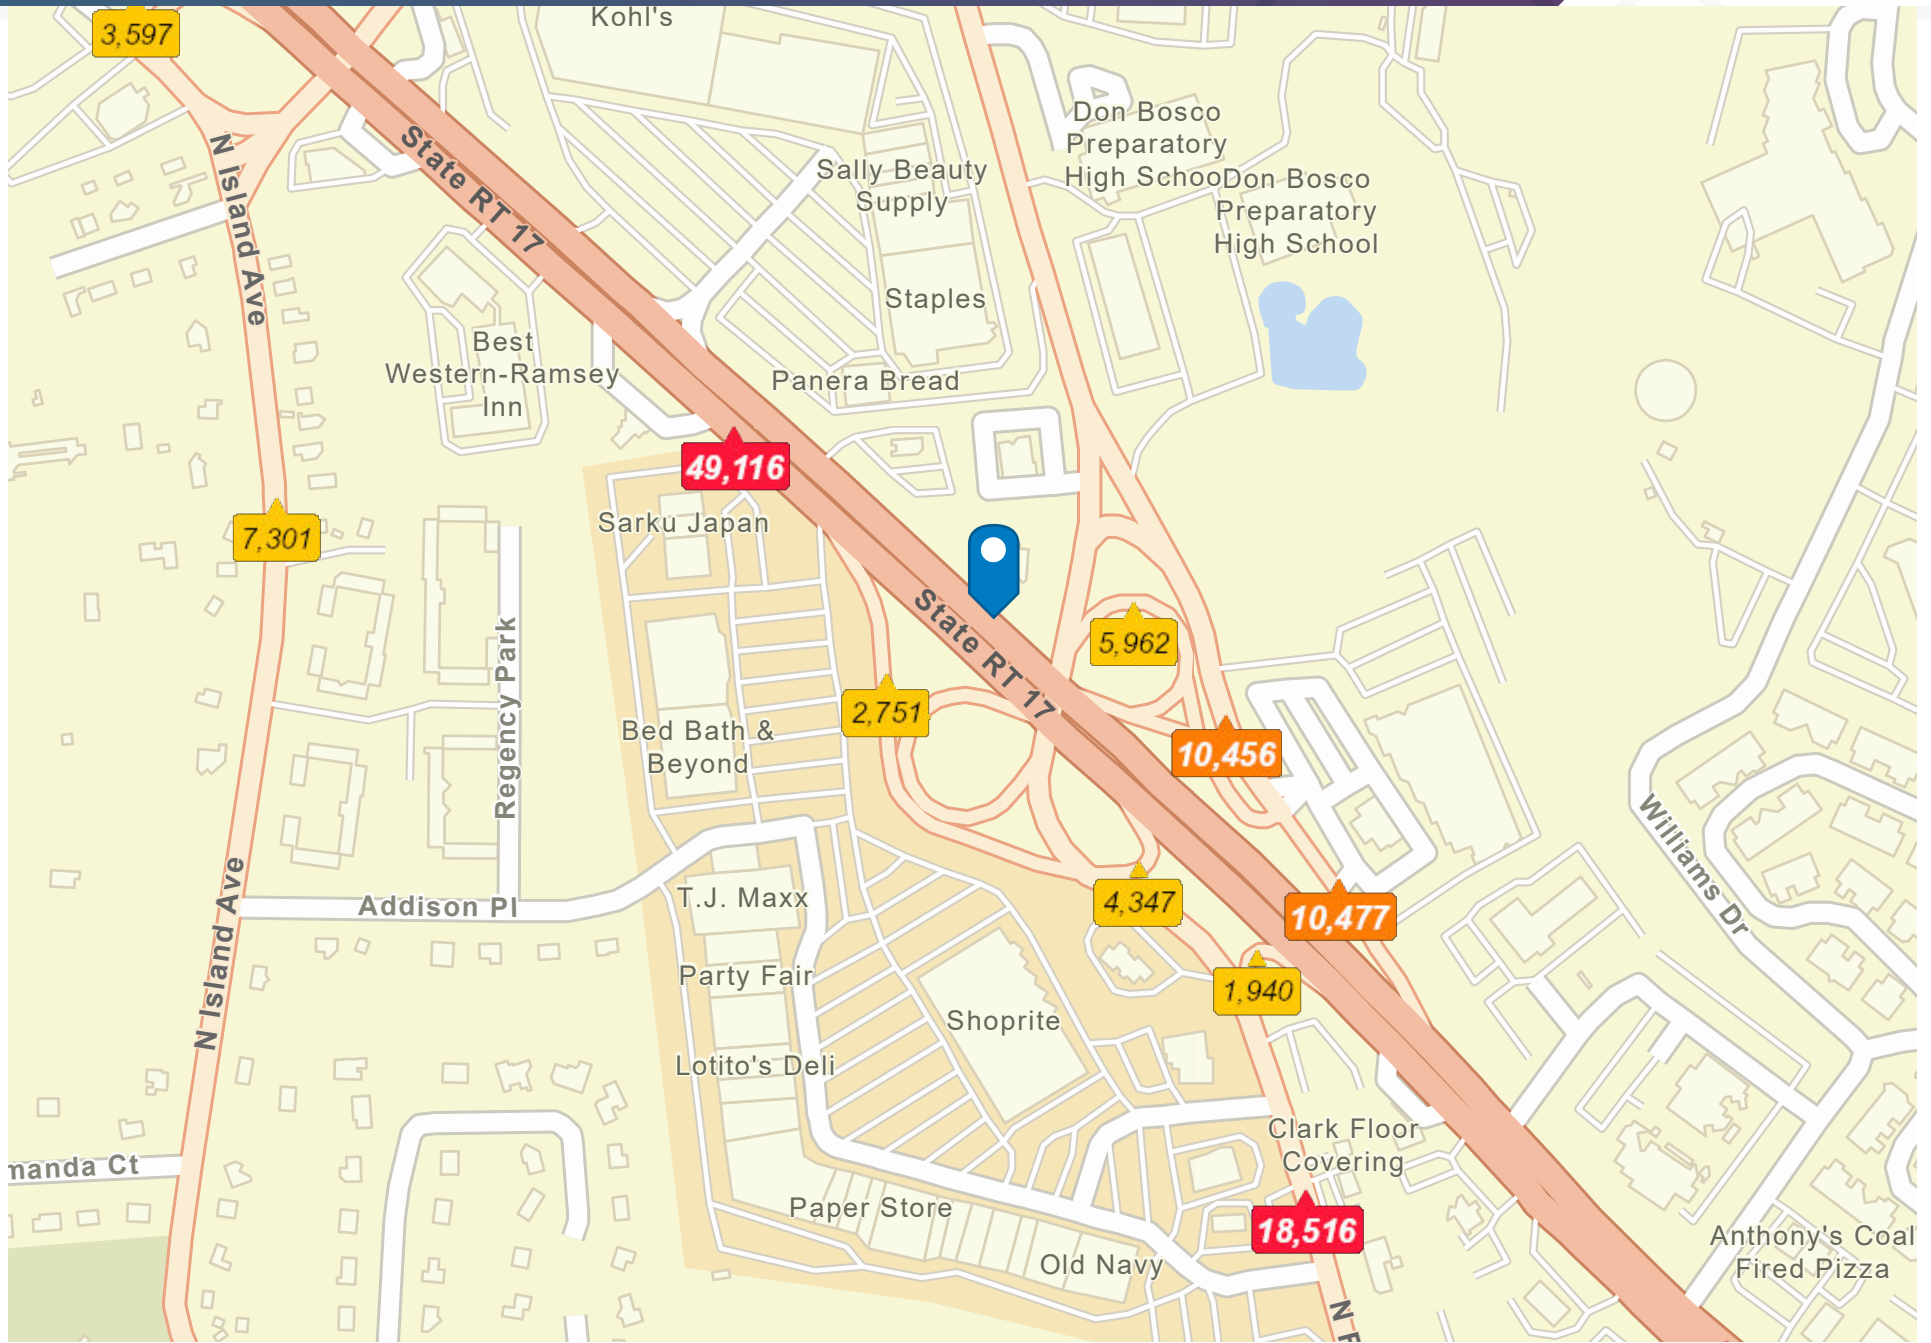 Kohl's
3,597
Don Bosco
Preparatory
High Schoo
Don Bosco
Preparatory
High School
State RT 17
N Island Ave
Sally Beauty
Supply
Staples
Best
Western-Ramsey
Inn
Panera Bread
49,116
Sarku Japan
7,301
State RT 17
5,962
Regency Park
2,751
Bed Bath &
Beyond
10,456
Williams Dr
N Island Ave
Addison Pl
T.J. Maxx
4,347
10,477
Party Fair
1,940
Shoprite
Lotito's Deli
Clark Floor
Covering
manda Ct
Paper Store
18,516
Old Navy
Anthony's Coal
Fired Pizza
N